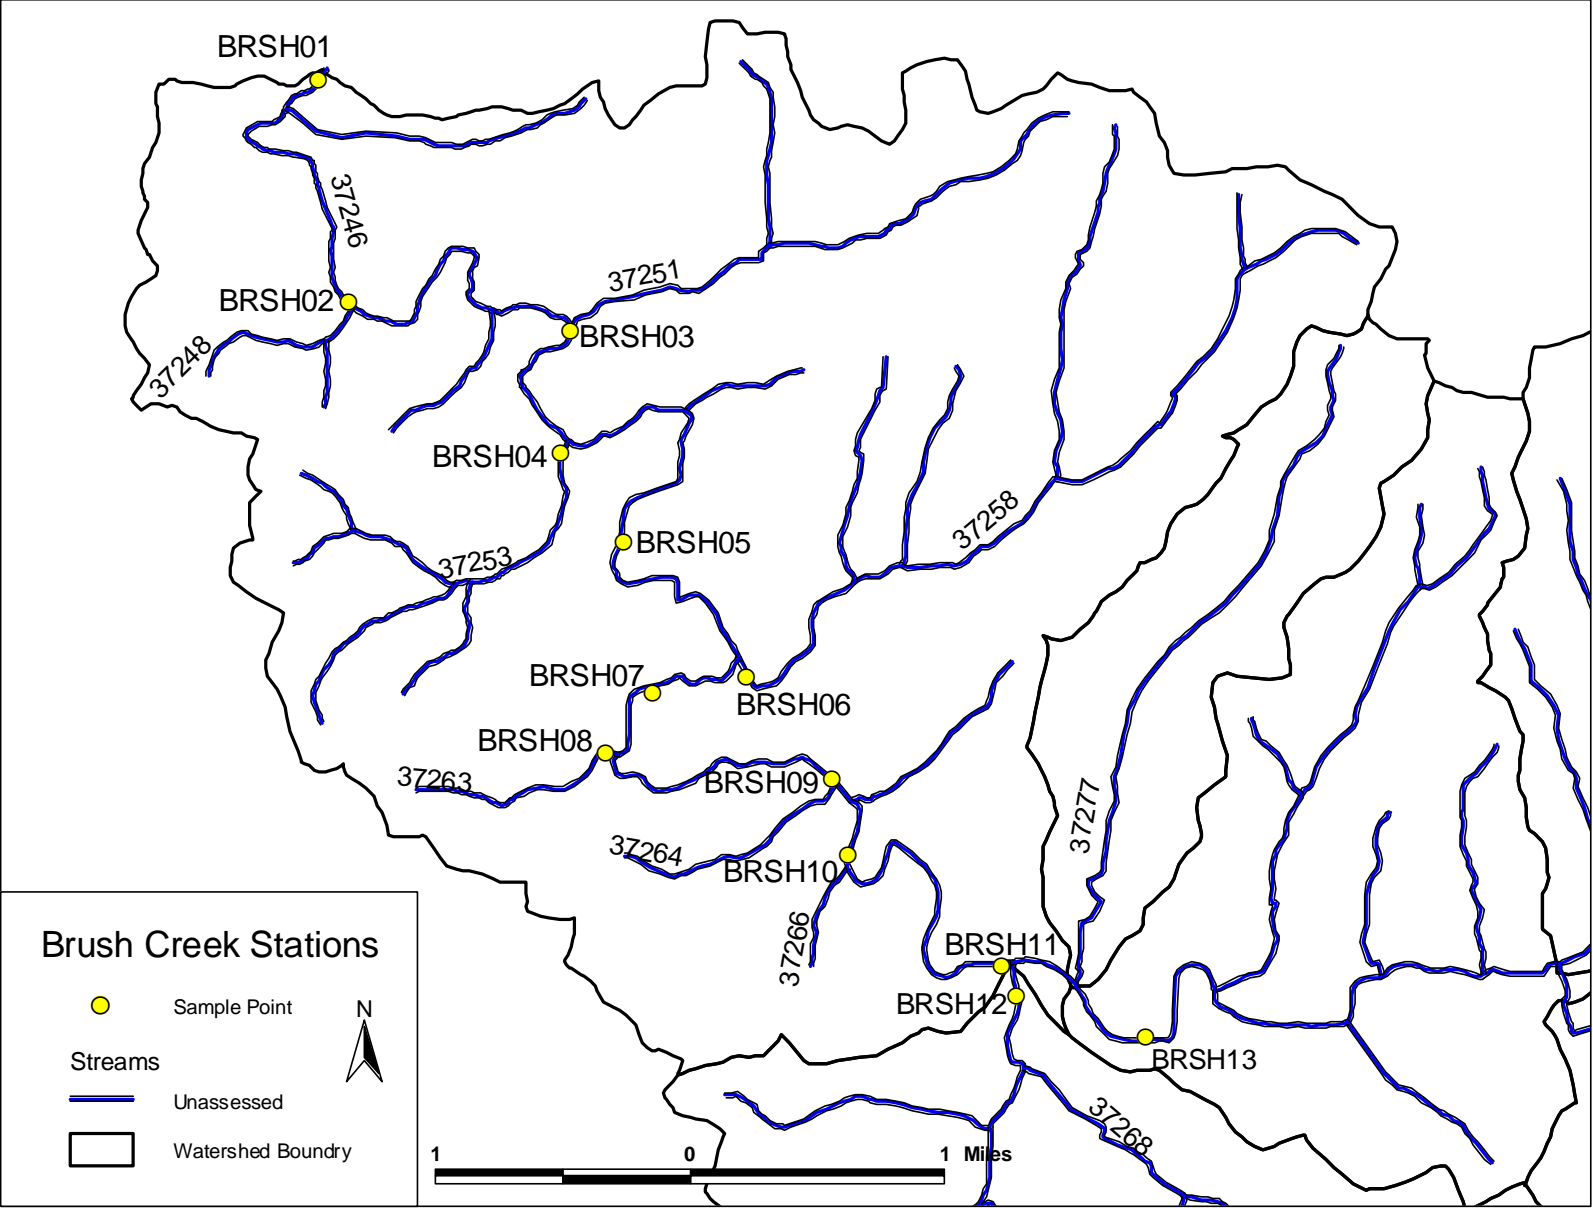 BRSH01
37246
37251
BRSH02
BRSH03
37248
BRSH04
37258
BRSH05
37253
BRSH07
BRSH06
BRSH08
37263
BRSH09
37277
37264
BRSH10
37266
BRSH11
BRSH12
BRSH13
37268
Brush Creek Stations
Sample Point
N
Streams
Unassessed
Watershed Boundry
1 0 1 Miles